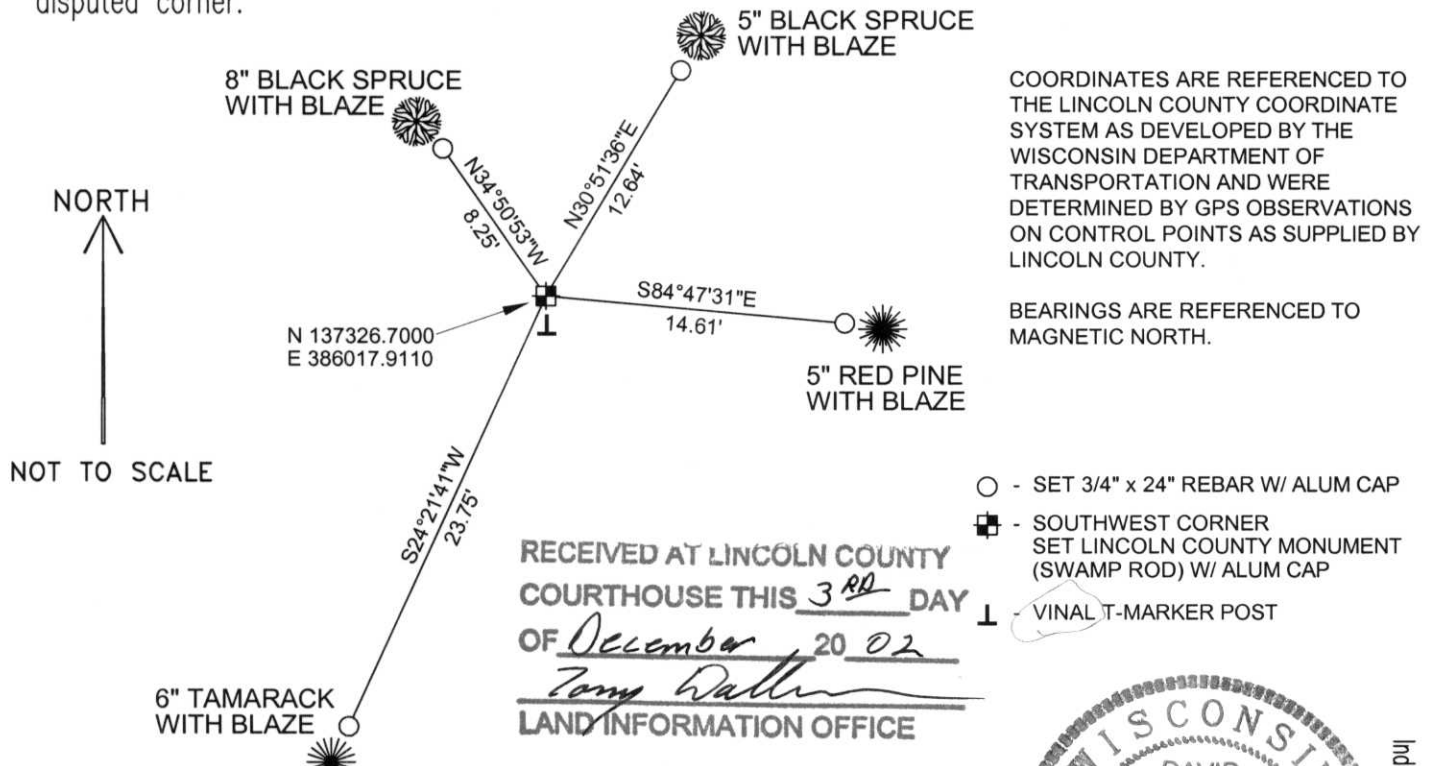 disputed corner.
5" BLACK SPRUCE
WITH BLAZE
8" BLACK SPRUCE
WITH BLAZE
COORDINATES ARE REFERENCED TO
THE LINCOLN COUNTY COORDINATE
SYSTEM AS DEVELOPED BY THE
WISCONSIN DEPARTMENT OF
TRANSPORTATION AND WERE
DETERMINED BY GPS OBSERVATIONS
ON CONTROL POINTS AS SUPPLIED BY
LINCOLN COUNTY.
BEARINGS ARE REFERENCED TO
MAGNETIC NORTH.
NORTH
NOT TO SCALE
N34°50'53"W
8.25'
N30°51'36"E
12.64'
S84°47'31"E
14.61'
N 137326.7000
E 386017.9110
5" RED PINE
WITH BLAZE
S24°21'41"W
23.75'
6" TAMARACK
WITH BLAZE
- SET 3/4" x 24" REBAR W/ ALUM CAP
- SOUTHWEST CORNER
SET LINCOLN COUNTY MONUMENT
(SWAMP ROD) W/ ALUM CAP
- VINAL T-MARKER POST
RECEIVED AT LINCOLN COUNTY
COURTHOUSE THIS 3RD DAY
OF December 20 02
Tony
LAND INFORMATION OFFICE
WISCONSIN
DAVID
Ind